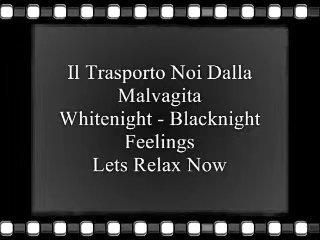 Il Trasporto Noi Dalla
Malvagita
Whitenight - Blacknight
Feelings
Lets Relax Now